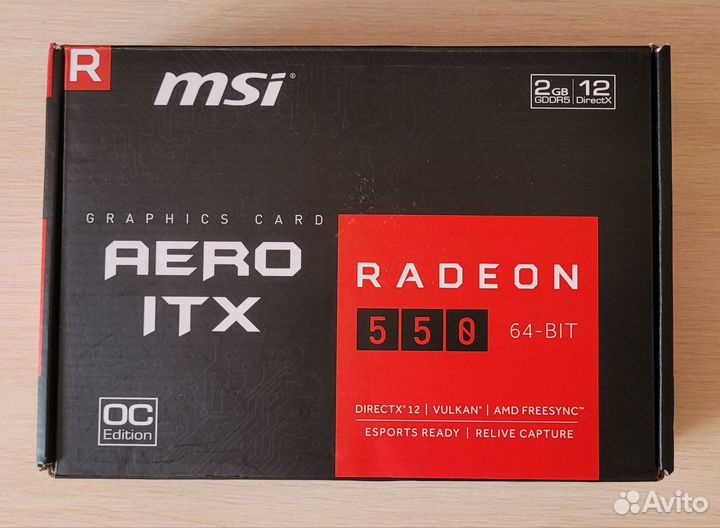 R
msi®
2GB GDDR5
12 DirectX
GRAPHICS CARD
AERO
ITX
RADEON
550 64-BIT
OC
Edition
DIRECTX® 12 | VULKAN® | AMD FREESYNC™
ESPORTS READY | RELIVE CAPTURE
Avito